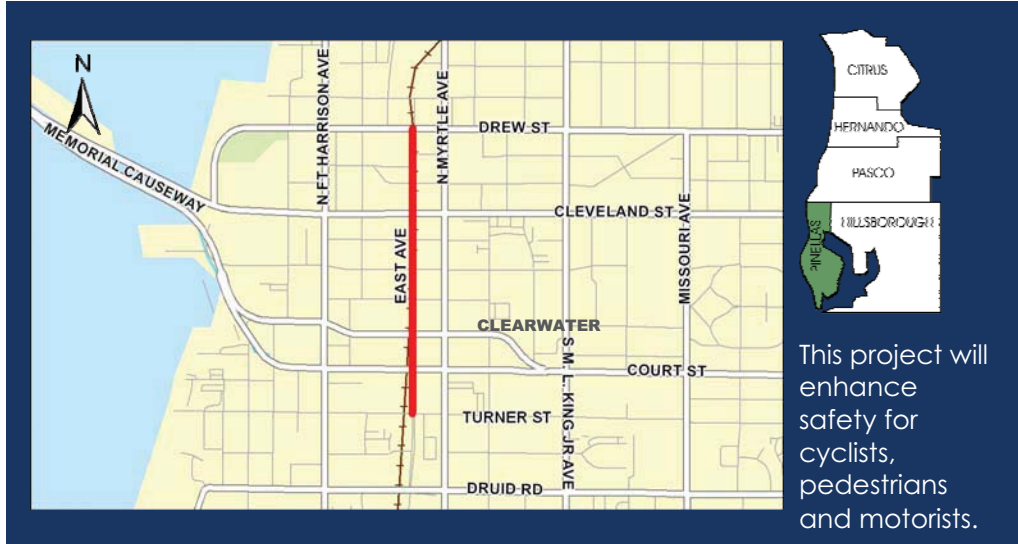 N
MEMORIAL CAUSEWAY
N FT HARRISON AVE
N MYRTLE AVE
DREW ST
CLEVELAND ST
EAST AVE
MISSOURI AVE
CLEARWATER
S M. L. KING JR AVE
COURT ST
TURNER ST
DRUID RD
CITRUS
HERNANDO
PASCO
HILLSBOROUGH
PINELLAS
This project will
enhance
safety for
cyclists,
pedestrians
and motorists.